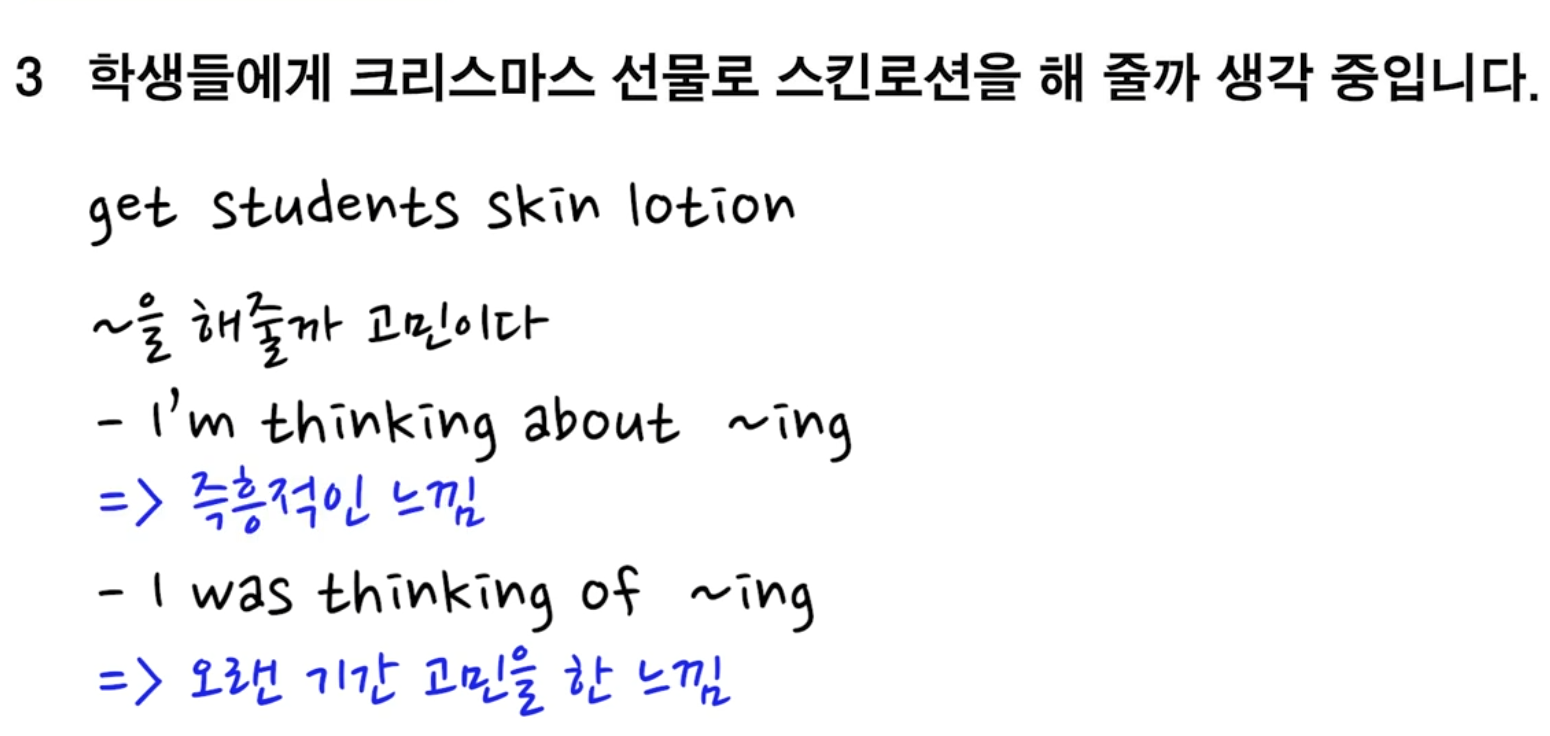 3 학생들에게 크리스마스 선물로 스킨로션을 해 줄까 생각 중입니다.
get students skin lotion
~을 해줄까 고민이다
- I'm thinking about ~ing
=> 즉흥적인 느낌
- I was thinking of ~ing
=> 오랜 기간 고민을 한 느낌